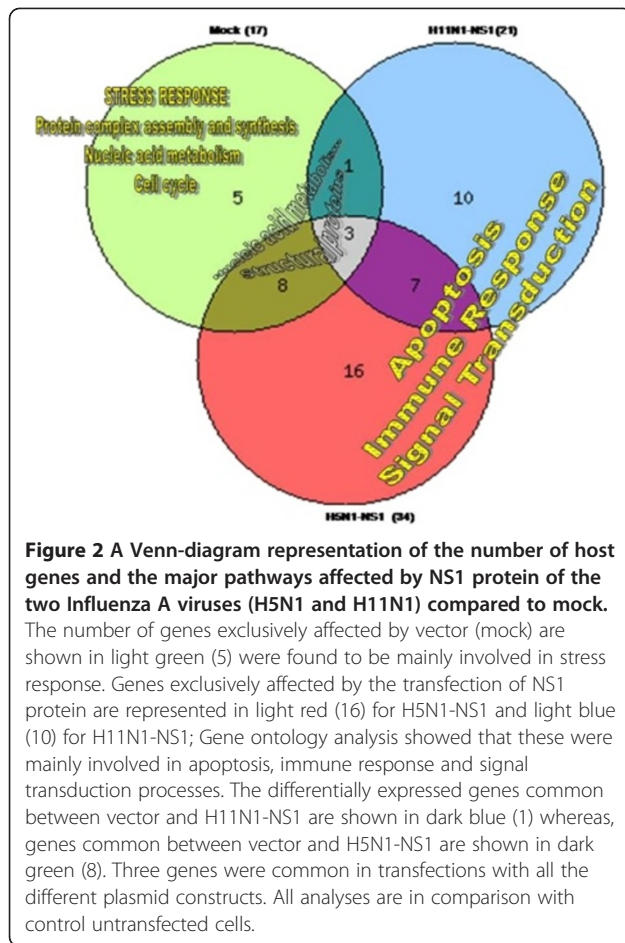 Mock (17)
H11N1-NS1(21)
STRESS RESPONSE
Protein complex assembly and synthesis
Nucleic acid metabolism
Cell cycle
5
1
10
Nucleic acid metabolism...
structural proteins
3
8
7
16
Apoptosis
Immune Response
Signal Transduction
H5N1-NS1 (34)
Figure 2 A Venn-diagram representation of the number of host
genes and the major pathways affected by NS1 protein of the
two Influenza A viruses (H5N1 and H11N1) compared to mock.
The number of genes exclusively affected by vector (mock) are
shown in light green (5) were found to be mainly involved in stress
response. Genes exclusively affected by the transfection of NS1
protein are represented in light red (16) for H5N1-NS1 and light blue
(10) for H11N1-NS1; Gene ontology analysis showed that these were
mainly involved in apoptosis, immune response and signal
transduction processes. The differentially expressed genes common
between vector and H11N1-NS1 are shown in dark blue (1) whereas,
genes common between vector and H5N1-NS1 are shown in dark
green (8). Three genes were common in transfections with all the
different plasmid constructs. All analyses are in comparison with
control untransfected cells.